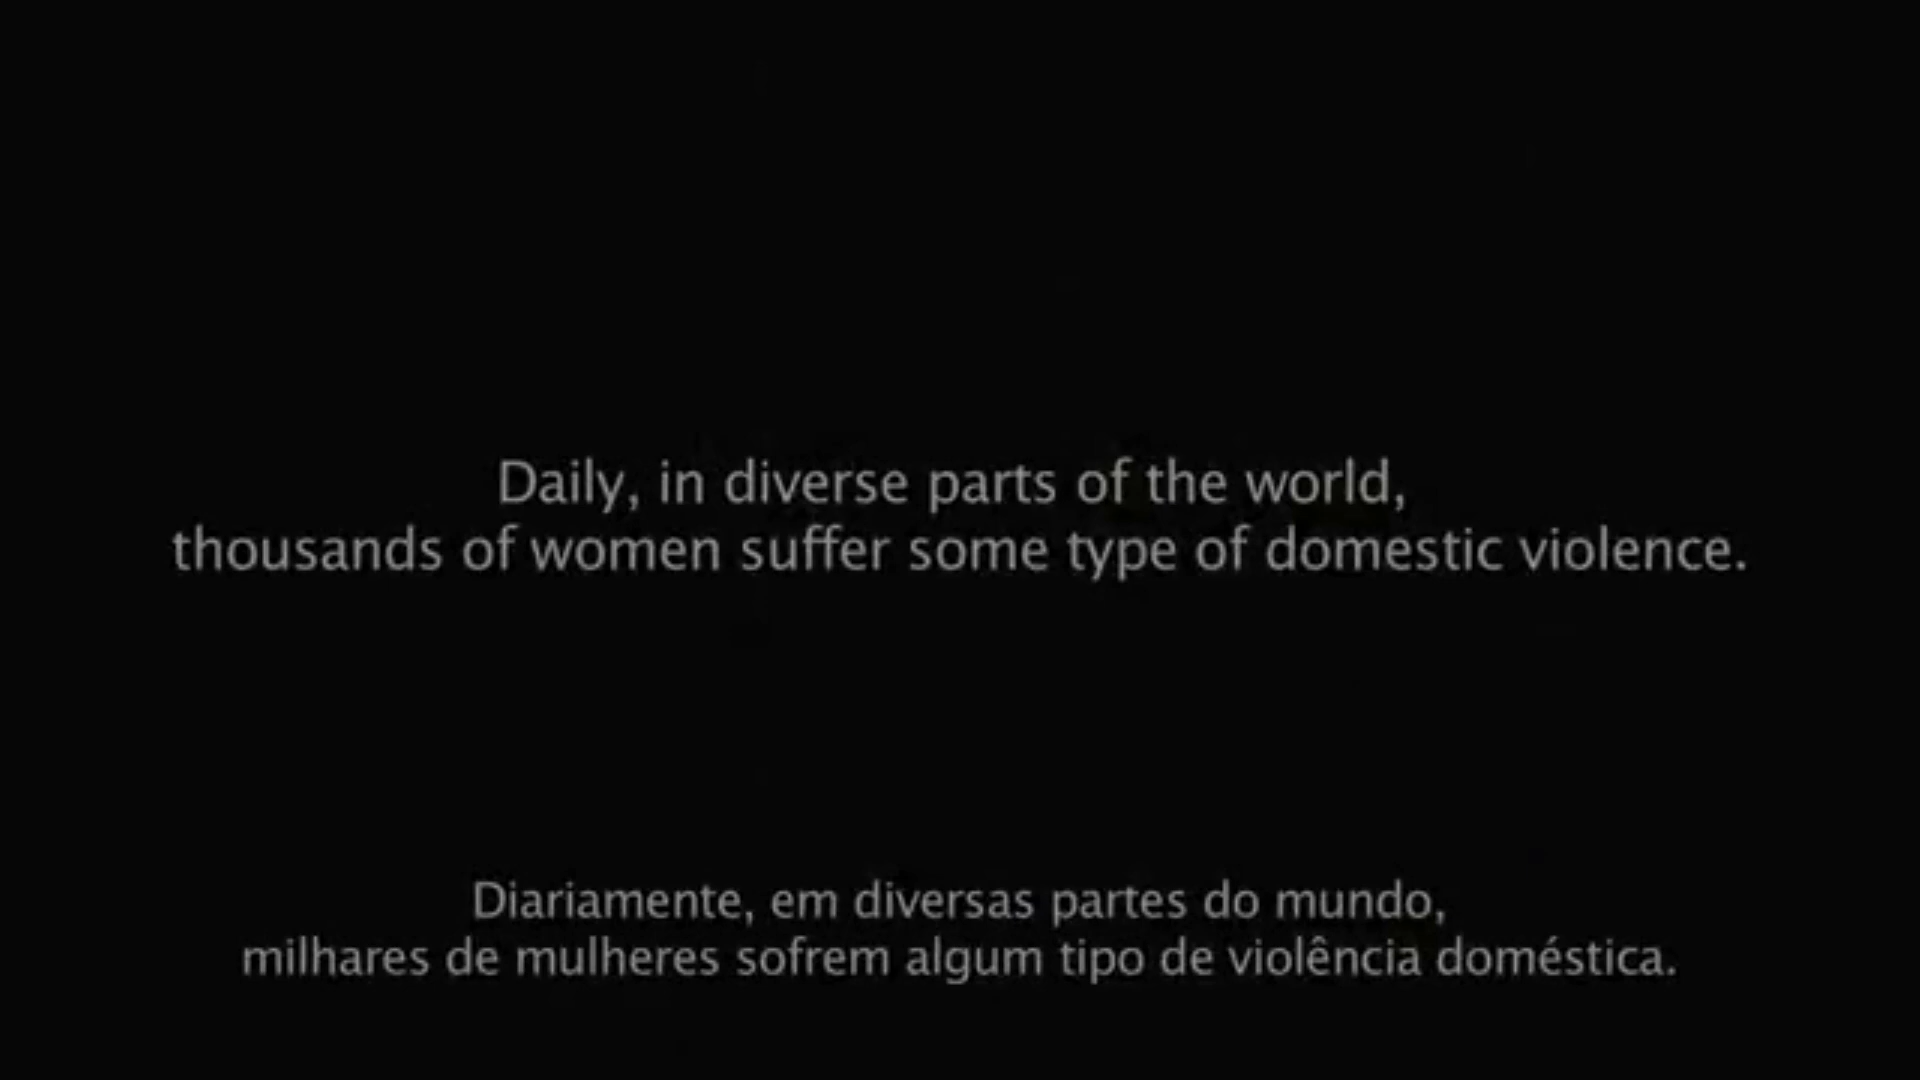 Daily, in diverse parts of the world,
thousands of women suffer some type of domestic violence.
Diariamente, em diversas partes do mundo,
milhares de mulheres sofrem algum tipo de violência doméstica.